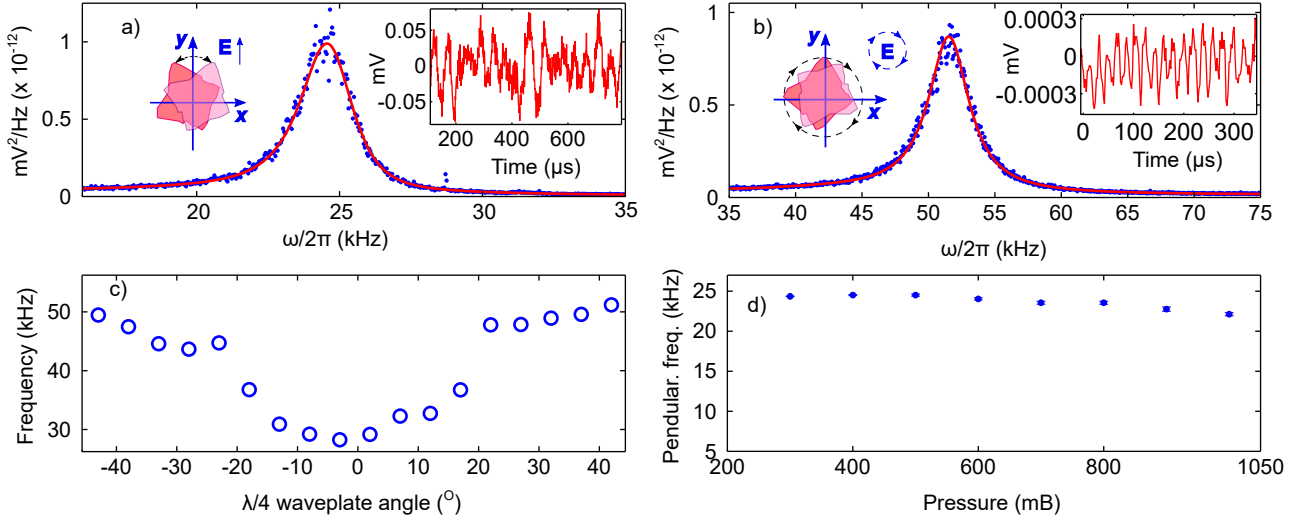 a)
mV²/Hz (x 10⁻¹²)
1
0.5
0
20
25
30
35
ω/2π (kHz)
y
x
E
mV
0.05
0
-0.05
200
400
600
Time (µs)
b)
mV²/Hz (x 10⁻¹²)
1
0.5
0
35
40
45
50
55
60
65
70
75
ω/2π (kHz)
y
x
E
mV
0.0003
0
-0.0003
0
100
200
300
Time (µs)
c)
Frequency (kHz)
50
40
30
-40
-30
-20
-10
0
10
20
30
40
λ/4 waveplate angle (O)
d)
Pendular. freq. (kHz)
25
20
15
10
5
200
400
600
800
1050
Pressure (mB)